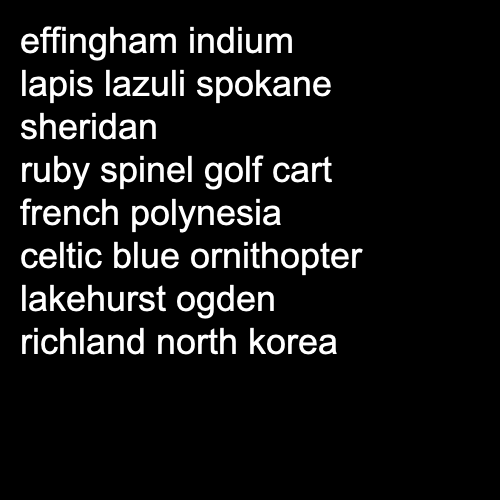 effingham indium
lapis lazuli spokane
sheridan
ruby spinel golf cart
french polynesia
celtic blue ornithopter
lakehurst ogden
richland north korea